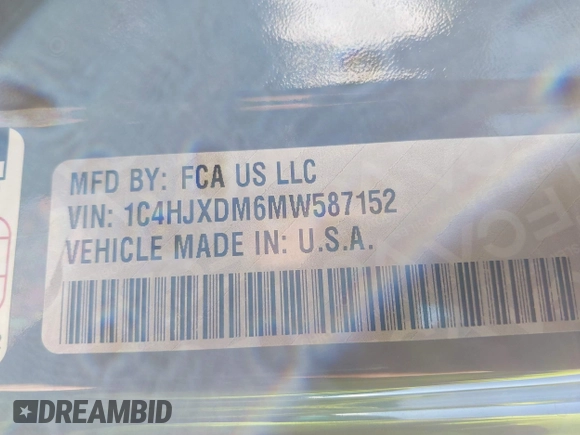 MFD BY: FCA US LLC
VIN: 1C4HJXDM6MW587152
VEHICLE MADE IN: U.S.A.
DREAMBID